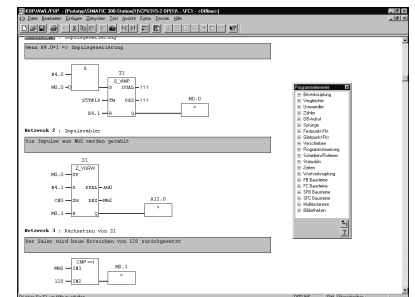 KOP/AWL/FUP - [Prototyp\SIMATIC 300-Station(1)\CPU315-2 DP(1)\...\FC1 - <Offline>]
Datei Bearbeiten Einfügen Zielsystem Test Ansicht Extras Fenster Hilfe
: Impulsgenerierung
Wenn E4.0=1 => Impulsgenerierung
&
E4.0
M0.0
T1
S DUAL ???
S5T#1S TW DEZ ???
E4.1 R Q
M0.0
=
Netzwerk 2 : Impulszähler
Die Impulse aus NW1 werden gezählt
Z1
Z_VORW
M0.0 ZV
E4.1 S DUAL AW0
C#0 ZW DEZ MW2
M0.1 R Q
A12.0
=
Netzwerk 3 : Rücksetzen von Z1
Der Zäler wird beim Erreichen von 120 zurückgesetzt
CMP ==I
MW2 IN1
120 IN2
M0.1
=
Programmelemente
Bitverknüpfung
Vergleicher
Umwandler
Zähler
DB-Aufruf
Sprünge
Festpunkt-Fkt.
Gleitpunkt-Fkt.
Verschieben
Programmsteuerung
Schieben/Rotieren
Statusbits
Zeiten
Wortverknüpfung
FB Bausteine
FC Bausteine
SFB Bausteine
SFC Bausteine
Multiinstanzen
Bibliotheken